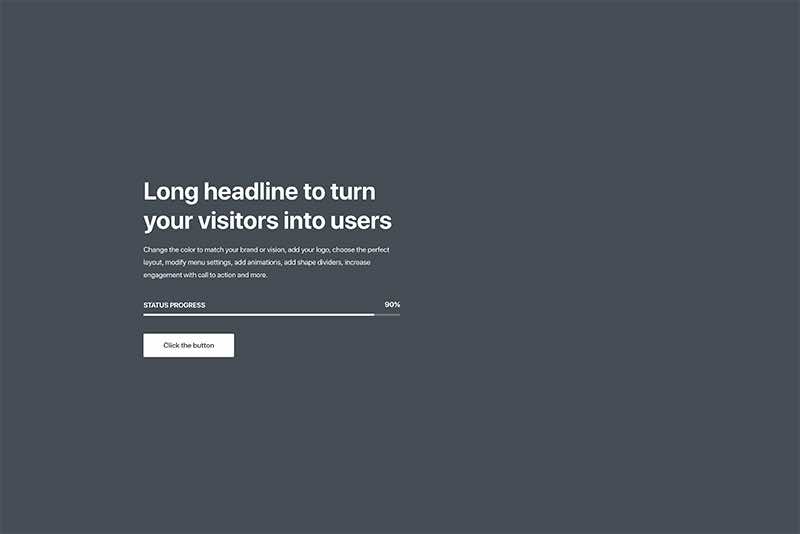 Long headline to turn
your visitors into users
Change the color to match your brand or vision, add your logo, choose the perfect
layout, modify menu settings, add animations, add shape dividers, increase
engagement with call to action and more.
STATUS PROGRESS 90%
Click the button